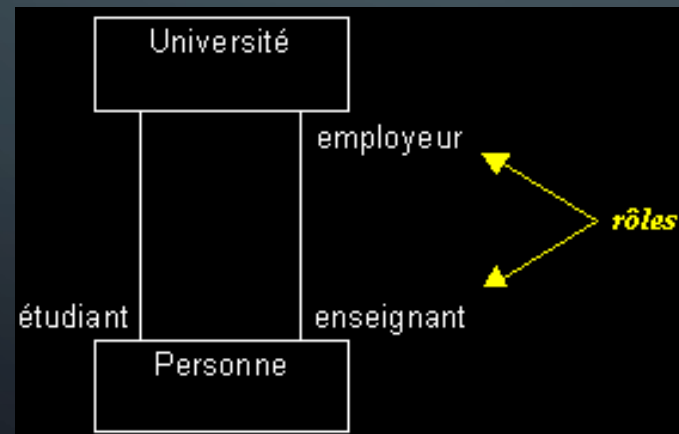 Université
employeur
rôles
étudiant
enseignant
Personne